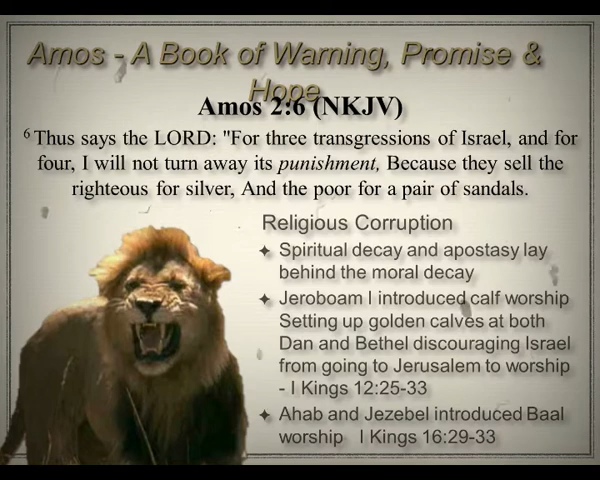 Amos - A Book of Warning, Promise &
Hope
Amos 2:6 (NKJV)
6 Thus says the LORD: "For three transgressions of Israel, and for
four, I will not turn away its punishment, Because they sell the
righteous for silver, And the poor for a pair of sandals.
Religious Corruption
✦ Spiritual decay and apostasy lay
behind the moral decay
✦ Jeroboam I introduced calf worship
Setting up golden calves at both
Dan and Bethel discouraging Israel
from going to Jerusalem to worship
- I Kings 12:25-33
✦ Ahab and Jezebel introduced Baal
worship I Kings 16:29-33